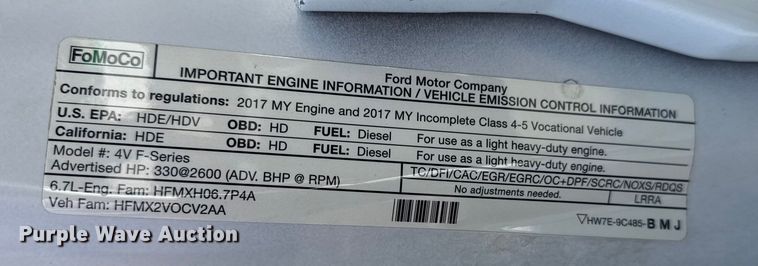 FoMoCo
Ford Motor Company
IMPORTANT ENGINE INFORMATION / VEHICLE EMISSION CONTROL INFORMATION
Conforms to regulations: 2017 MY Engine and 2017 MY Incomplete Class 4-5 Vocational Vehicle
U.S. EPA: HDE/HDV OBD: HD FUEL: Diesel For use as a light heavy-duty engine.
California: HDE OBD: HD FUEL: Diesel For use as a light heavy-duty engine.
Model #: 4V F-Series
Advertised HP: 330@2600 (ADV. BHP @ RPM) TC/DFI/CAC/EGR/EGRC/OC+DPF/SCRC/NOXS/RDQS
6.7L-Eng. Fam: HFMXH06.7P4A No adjustments needed. LRRA
Veh Fam: HFMX2VOCV2AA
HW7E-9C485-BMJ
Purple Wave Auction